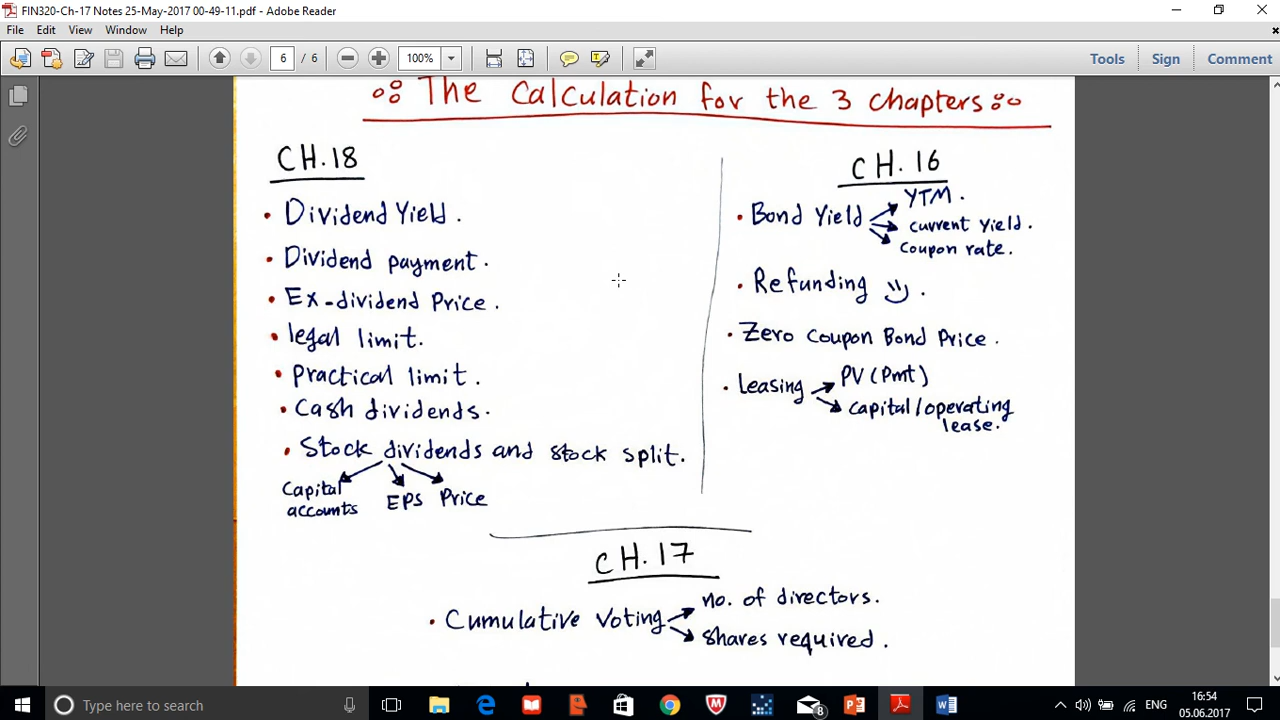 FIN320-Ch-17 Notes 25-May-2017 00-49-11.pdf - Adobe Reader
File Edit View Window Help
6 / 6 100% Tools Sign Comment
The Calculation for the 3 chapters
CH.18
• Dividend Yield.
• Dividend payment.
• Ex-dividend Price.
• legal limit.
• Practical limit.
• Cash dividends.
• Stock dividends and stock split.
Capital accounts EPS Price
CH.16
• Bond Yield
YTM.
current yield.
coupon rate.
• Refunding
• Zero coupon Bond Price.
• Leasing
PV (Pmt)
capital/operating
lease.
CH.17
• Cumulative Voting
no. of directors.
shares required.
Type here to search
8
ENG
16:54
05.06.2017